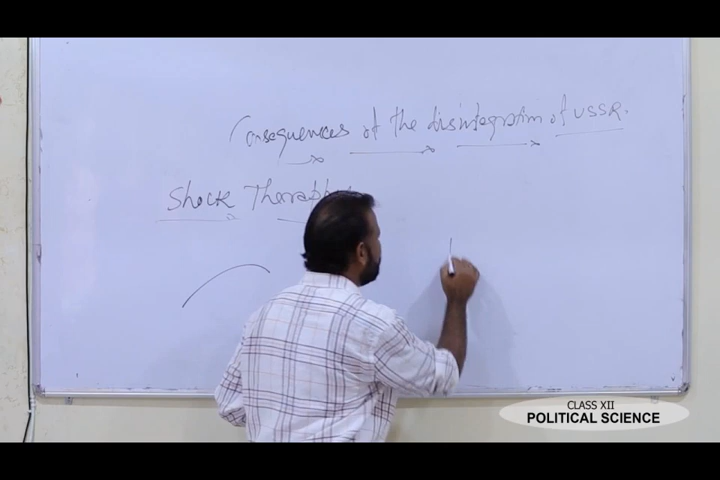 Consequences of the disintegration of USSR.
Shock
CLASS XII
POLITICAL SCIENCE